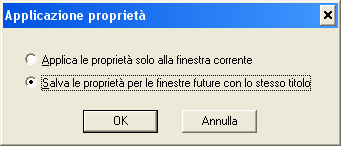 Applicazione proprietà
Applica le proprietà solo alla finestra corrente
Salva le proprietà per le finestre future con lo stesso titolo
OK Annulla